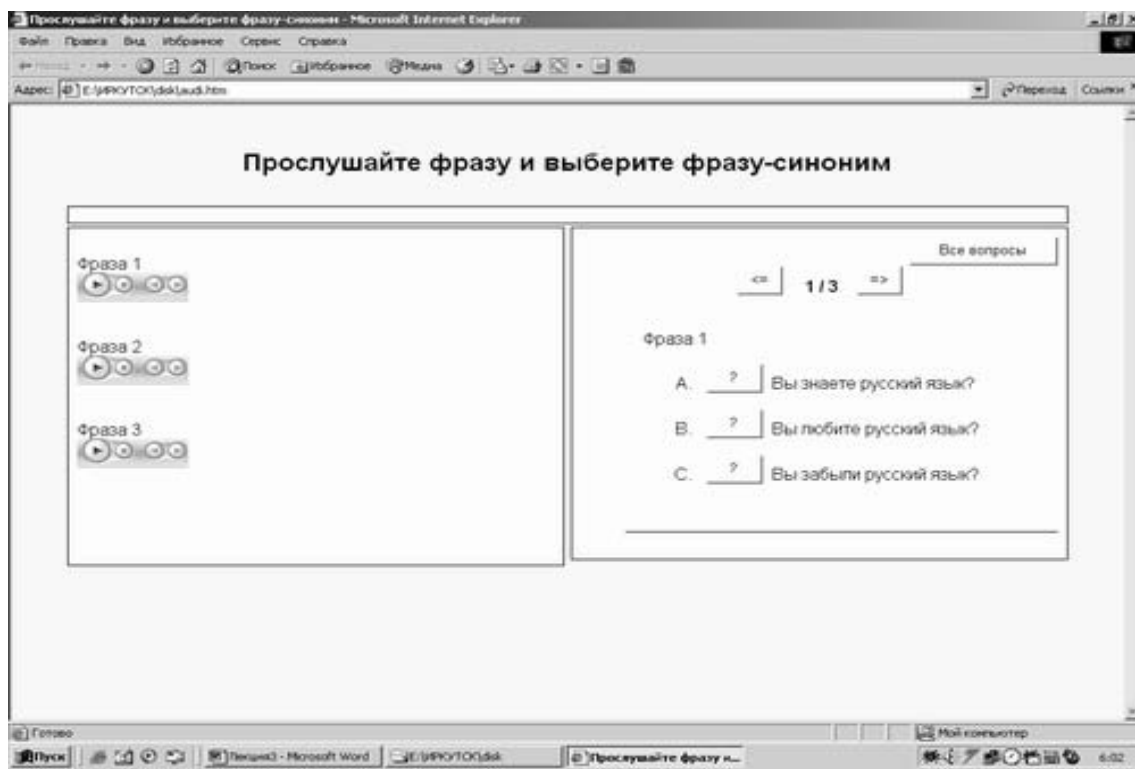 Прослушайте фразу и выберите фразу-синоним - Microsoft Internet Explorer
Файл Правка Вид Избранное Сервис Справка
Поиск Избранное Медиа
Адрес: Переход Ссылки
Прослушайте фразу и выберите фразу-синоним
Все вопросы
<= 1 / 3 =>
Фраза 1
Фраза 2
Фраза 3
Фраза 1
A. ? Вы знаете русский язык?
B. ? Вы любите русский язык?
C. ? Вы забыли русский язык?
Готово Мой компьютер
Пуск Лекция3 - Microsoft Word Прослушайте фразу и... 6:02